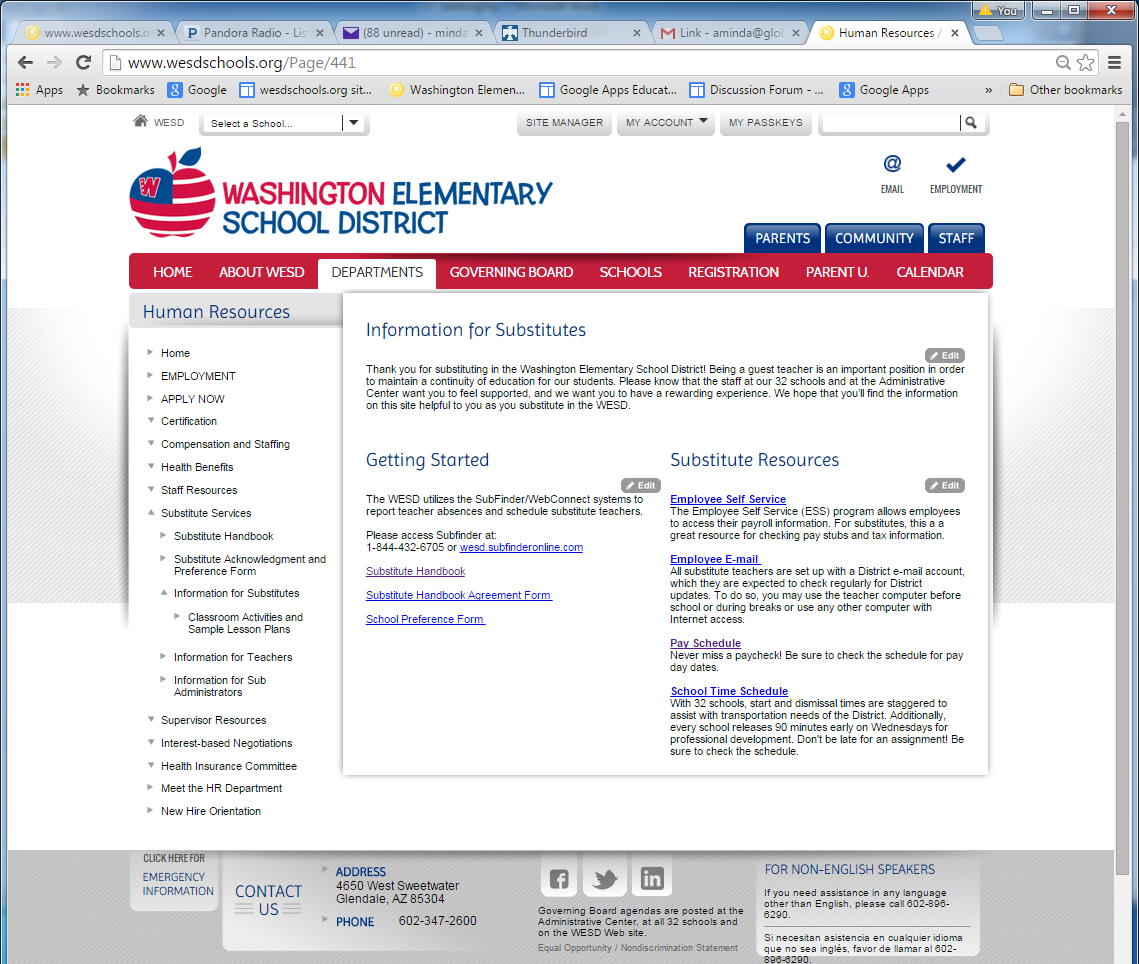 You
www.wesdschools.o
Pandora Radio - Lis
(88 unread) - minda
Thunderbird
Link - aminda@glo
Human Resources /
www.wesdschools.org/Page/441
Apps
Bookmarks
Google
wesdschools.org sit...
Washington Elemen...
Google Apps Educat...
Discussion Forum - ...
Google Apps
»
Other bookmarks
WESD
Select a School...
SITE MANAGER
MY ACCOUNT
MY PASSKEYS
W
WASHINGTON ELEMENTARY
SCHOOL DISTRICT
@
EMAIL
EMPLOYMENT
PARENTS
COMMUNITY
STAFF
HOME
ABOUT WESD
DEPARTMENTS
GOVERNING BOARD
SCHOOLS
REGISTRATION
PARENT U.
CALENDAR
Human Resources
Home
EMPLOYMENT
APPLY NOW
Certification
Compensation and Staffing
Health Benefits
Staff Resources
Substitute Services
Substitute Handbook
Substitute Acknowledgment and
Preference Form
Information for Substitutes
Classroom Activities and
Sample Lesson Plans
Information for Teachers
Information for Sub
Administrators
Supervisor Resources
Interest-based Negotiations
Health Insurance Committee
Meet the HR Department
New Hire Orientation
Information for Substitutes
Edit
Thank you for substituting in the Washington Elementary School District! Being a guest teacher is an important position in order
to maintain a continuity of education for our students. Please know that the staff at our 32 schools and at the Administrative
Center want you to feel supported, and we want you to have a rewarding experience. We hope that you'll find the information
on this site helpful to you as you substitute in the WESD.
Getting Started
Edit
The WESD utilizes the SubFinder/WebConnect systems to
report teacher absences and schedule substitute teachers.
Please access Subfinder at:
1-844-432-6705 or wesd.subfinderonline.com
Substitute Handbook
Substitute Handbook Agreement Form
School Preference Form
Substitute Resources
Edit
Employee Self Service
The Employee Self Service (ESS) program allows employees
to access their payroll information. For substitutes, this a a
great resource for checking pay stubs and tax information.
Employee E-mail
All substitute teachers are set up with a District e-mail account,
which they are expected to check regularly for District
updates. To do so, you may use the teacher computer before
school or during breaks or use any other computer with
Internet access.
Pay Schedule
Never miss a paycheck! Be sure to check the schedule for pay
day dates.
School Time Schedule
With 32 schools, start and dismissal times are staggered to
assist with transportation needs of the District. Additionally,
every school releases 90 minutes early on Wednesdays for
professional development. Don't be late for an assignment! Be
sure to check the schedule.
CLICK HERE FOR
EMERGENCY
INFORMATION
CONTACT
US
ADDRESS
4650 West Sweetwater
Glendale, AZ 85304
PHONE 602-347-2600
Governing Board agendas are posted at the
Administrative Center, at all 32 schools and
on the WESD Web site.
Equal Opportunity / Nondiscrimination Statement
FOR NON-ENGLISH SPEAKERS
If you need assistance in any language
other than English, please call 602-896-
6290.
Si necesitan asistencia en cualquier idioma
que no sea inglés, favor de llamar al 602-
896-6290.